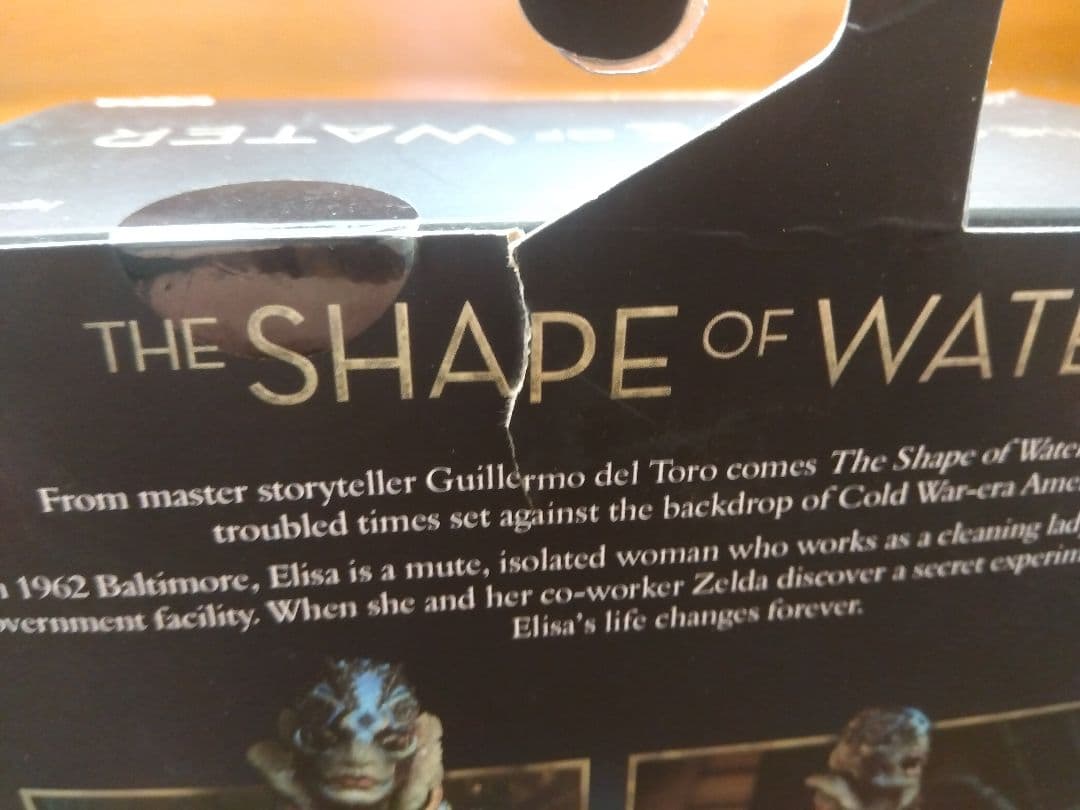 WATER
THE SHAPE OF WATE
From master storyteller Guillermo del Toro comes The Shape of Water
troubled times set against the backdrop of Cold War-era Ame
1962 Baltimore, Elisa is a mute, isolated woman who works as a cleaning lad
vernment facility. When she and her co-worker Zelda discover a secret experim
Elisa's life changes forever.